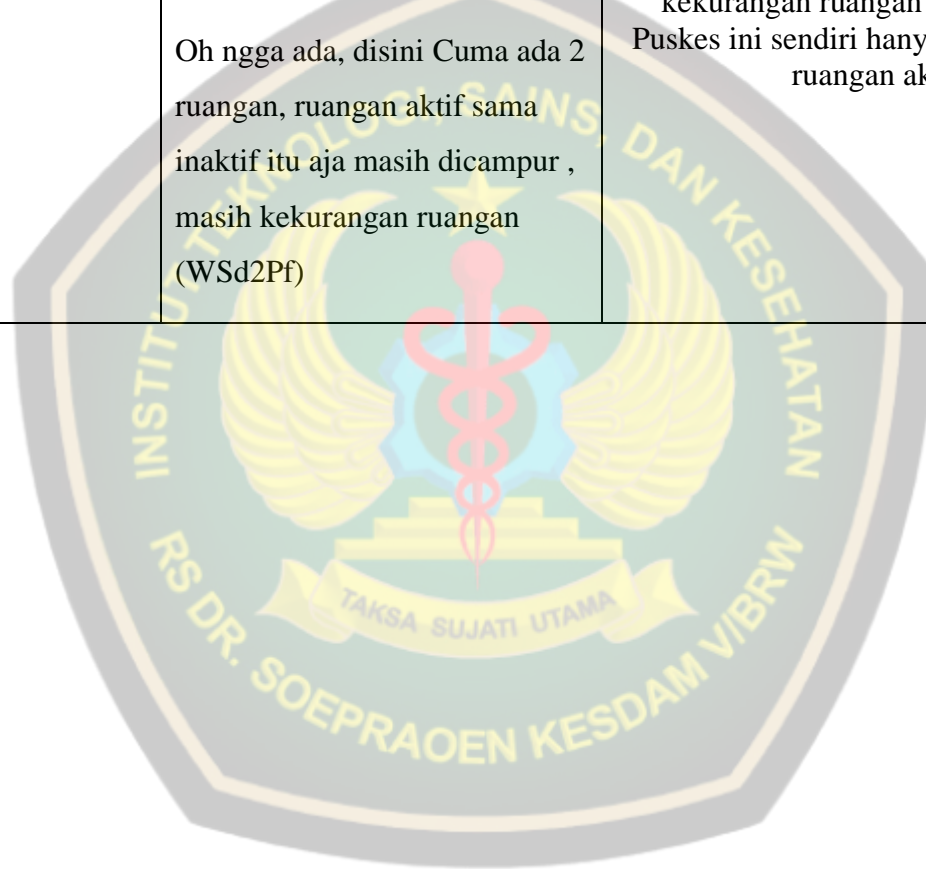 kekurangan ruangan
Oh ngga ada, disini Cuma ada 2
ruangan, ruangan aktif sama
inaktif itu aja masih dicampur ,
masih kekurangan ruangan
(WSd2Pf)
Puskes ini sendiri
ruangan
INSTITUT TEKNOLOGI, SAINS, DAN KESEHATAN
RS DR. SOEPRAOEN KESDAM V/BRW
TAKSA SUJATI UTAMA